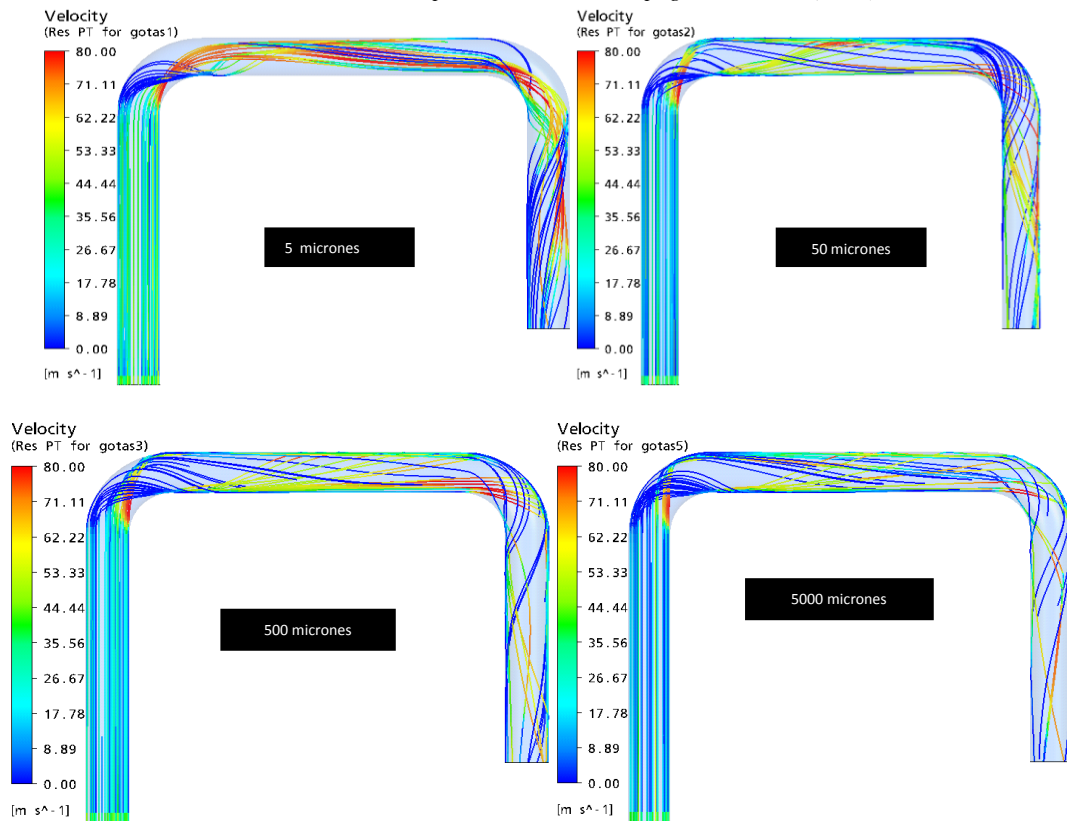 Velocity
(Res PT for gotas1)
80.00
71.11
62.22
53.33
44.44
35.56
26.67
17.78
8.89
0.00
[m s^-1]
5 micrones
Velocity
(Res PT for gotas2)
80.00
71.11
62.22
53.33
44.44
35.56
26.67
17.78
8.89
0.00
[m s^-1]
50 micrones
Velocity
(Res PT for gotas3)
80.00
71.11
62.22
53.33
44.44
35.56
26.67
17.78
8.89
0.00
[m s^-1]
500 micrones
Velocity
(Res PT for gotas5)
80.00
71.11
62.22
53.33
44.44
35.56
26.67
17.78
8.89
0.00
[m s^-1]
5000 micrones